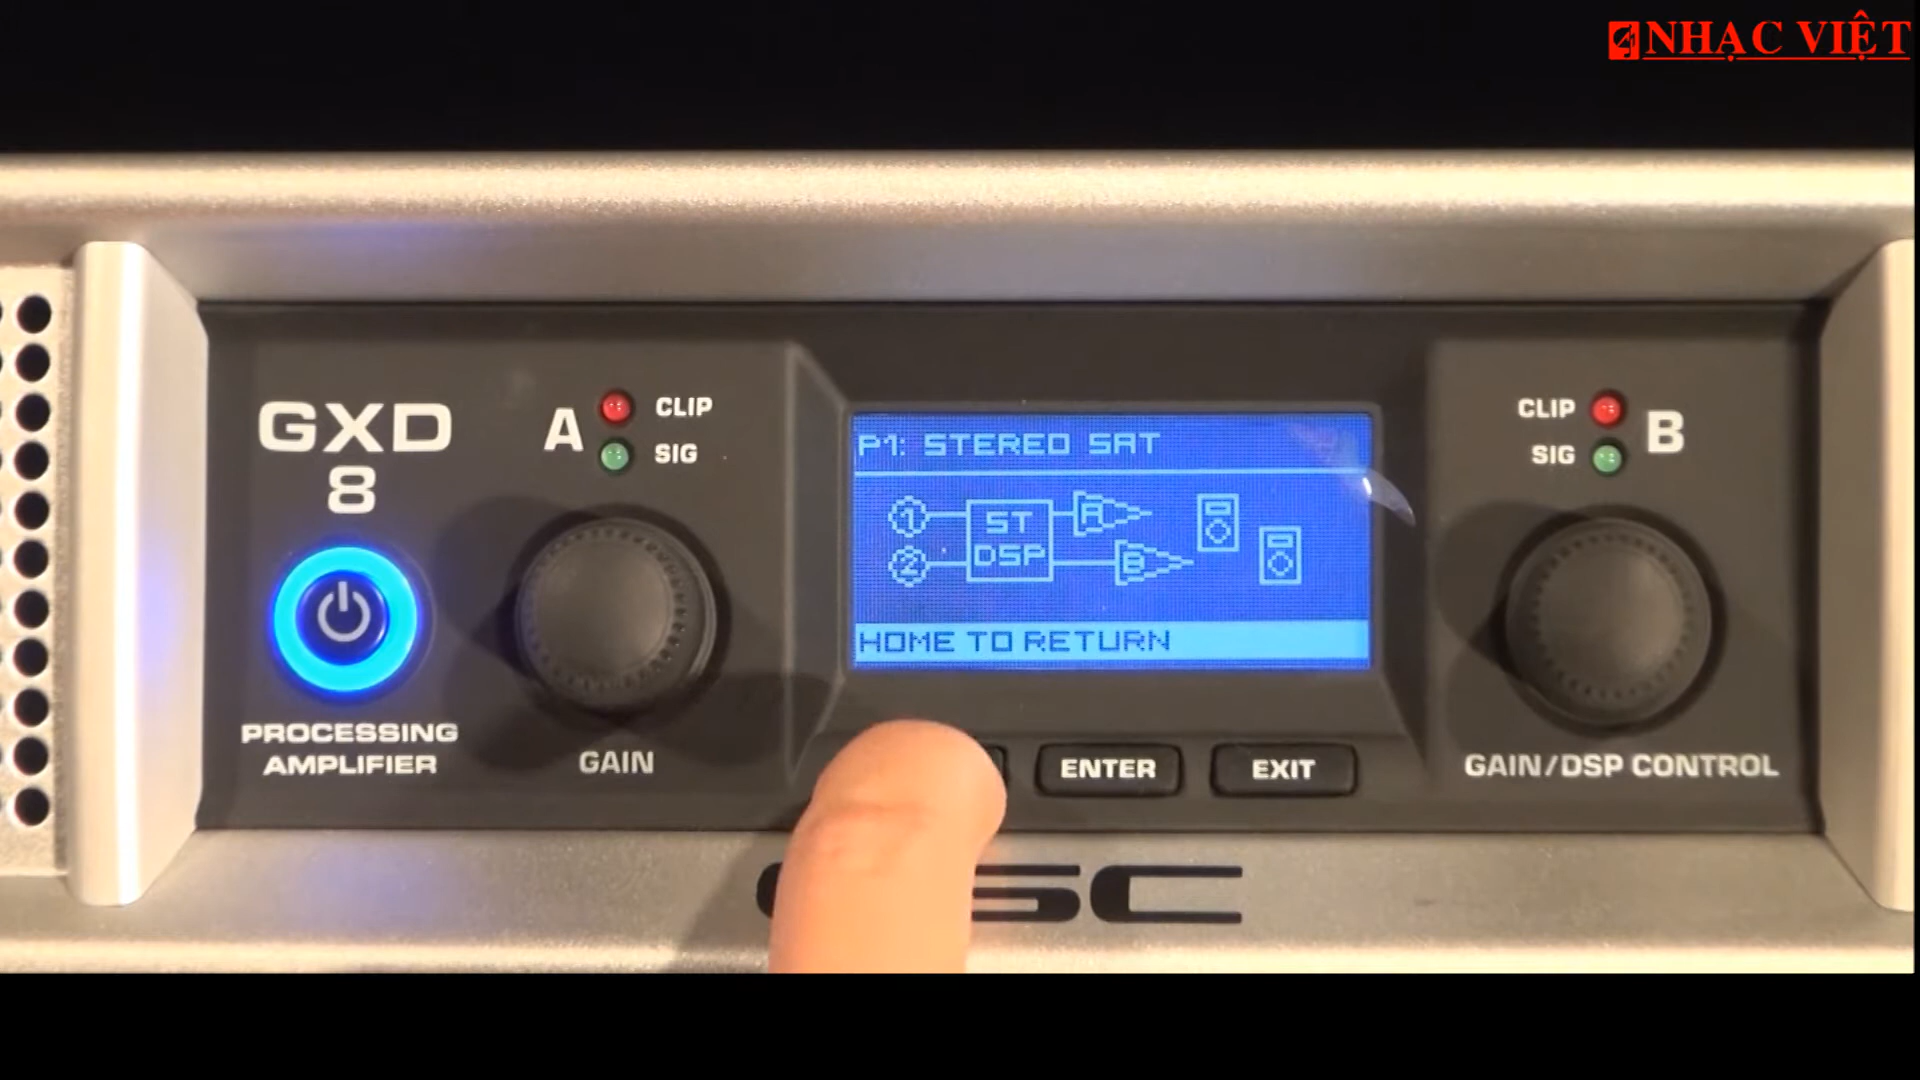 NHẠC VIỆT
GXD
8
PROCESSING
AMPLIFIER
A
CLIP
SIG
GAIN
P1: STEREO SAT
1
2
ST
DSP
A
B
HOME TO RETURN
ENTER
EXIT
CLIP
SIG
B
GAIN/DSP CONTROL